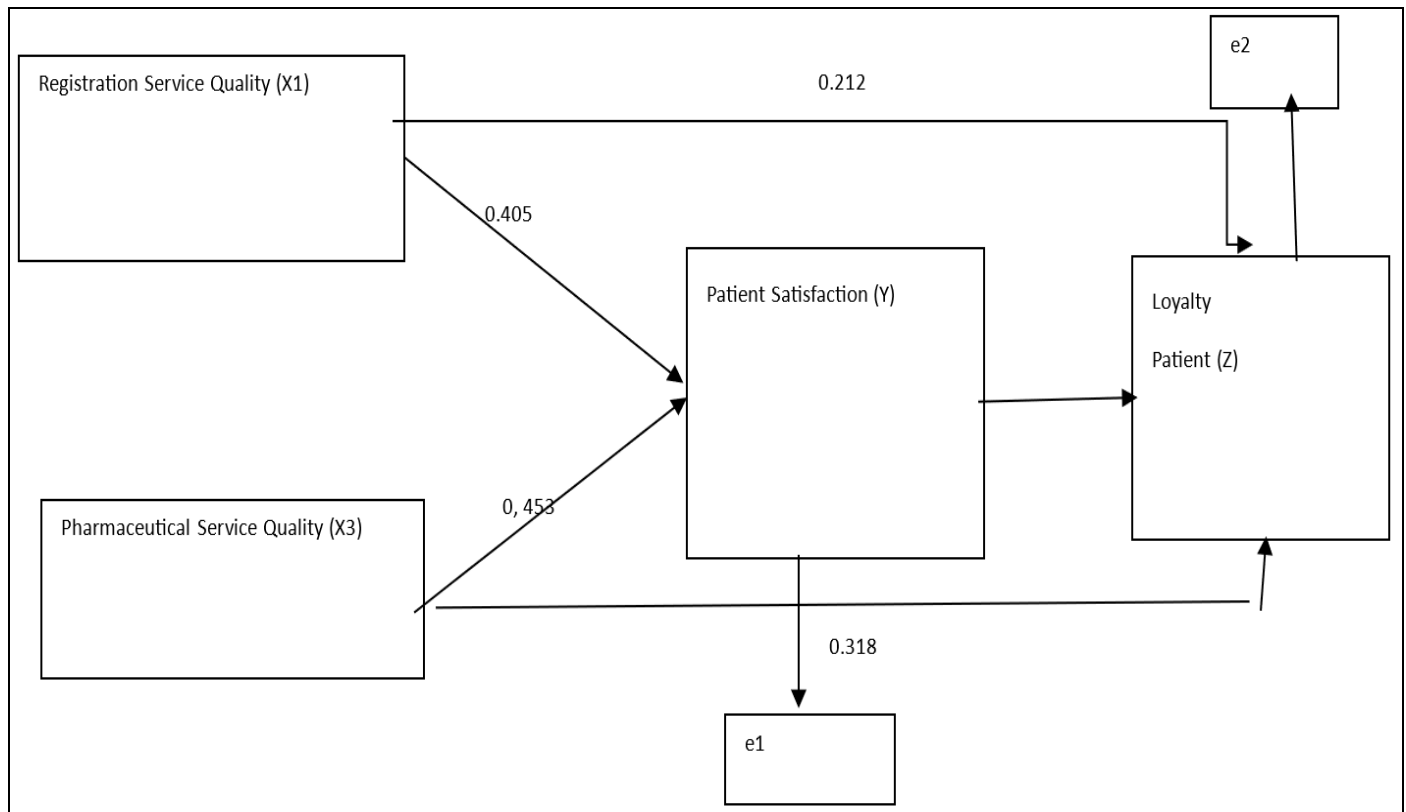 e2
Registration Service Quality (X1)
0.212
0.405
Patient Satisfaction (Y)
Loyalty
Patient (Z)
0, 453
Pharmaceutical Service Quality (X3)
0.318
e1